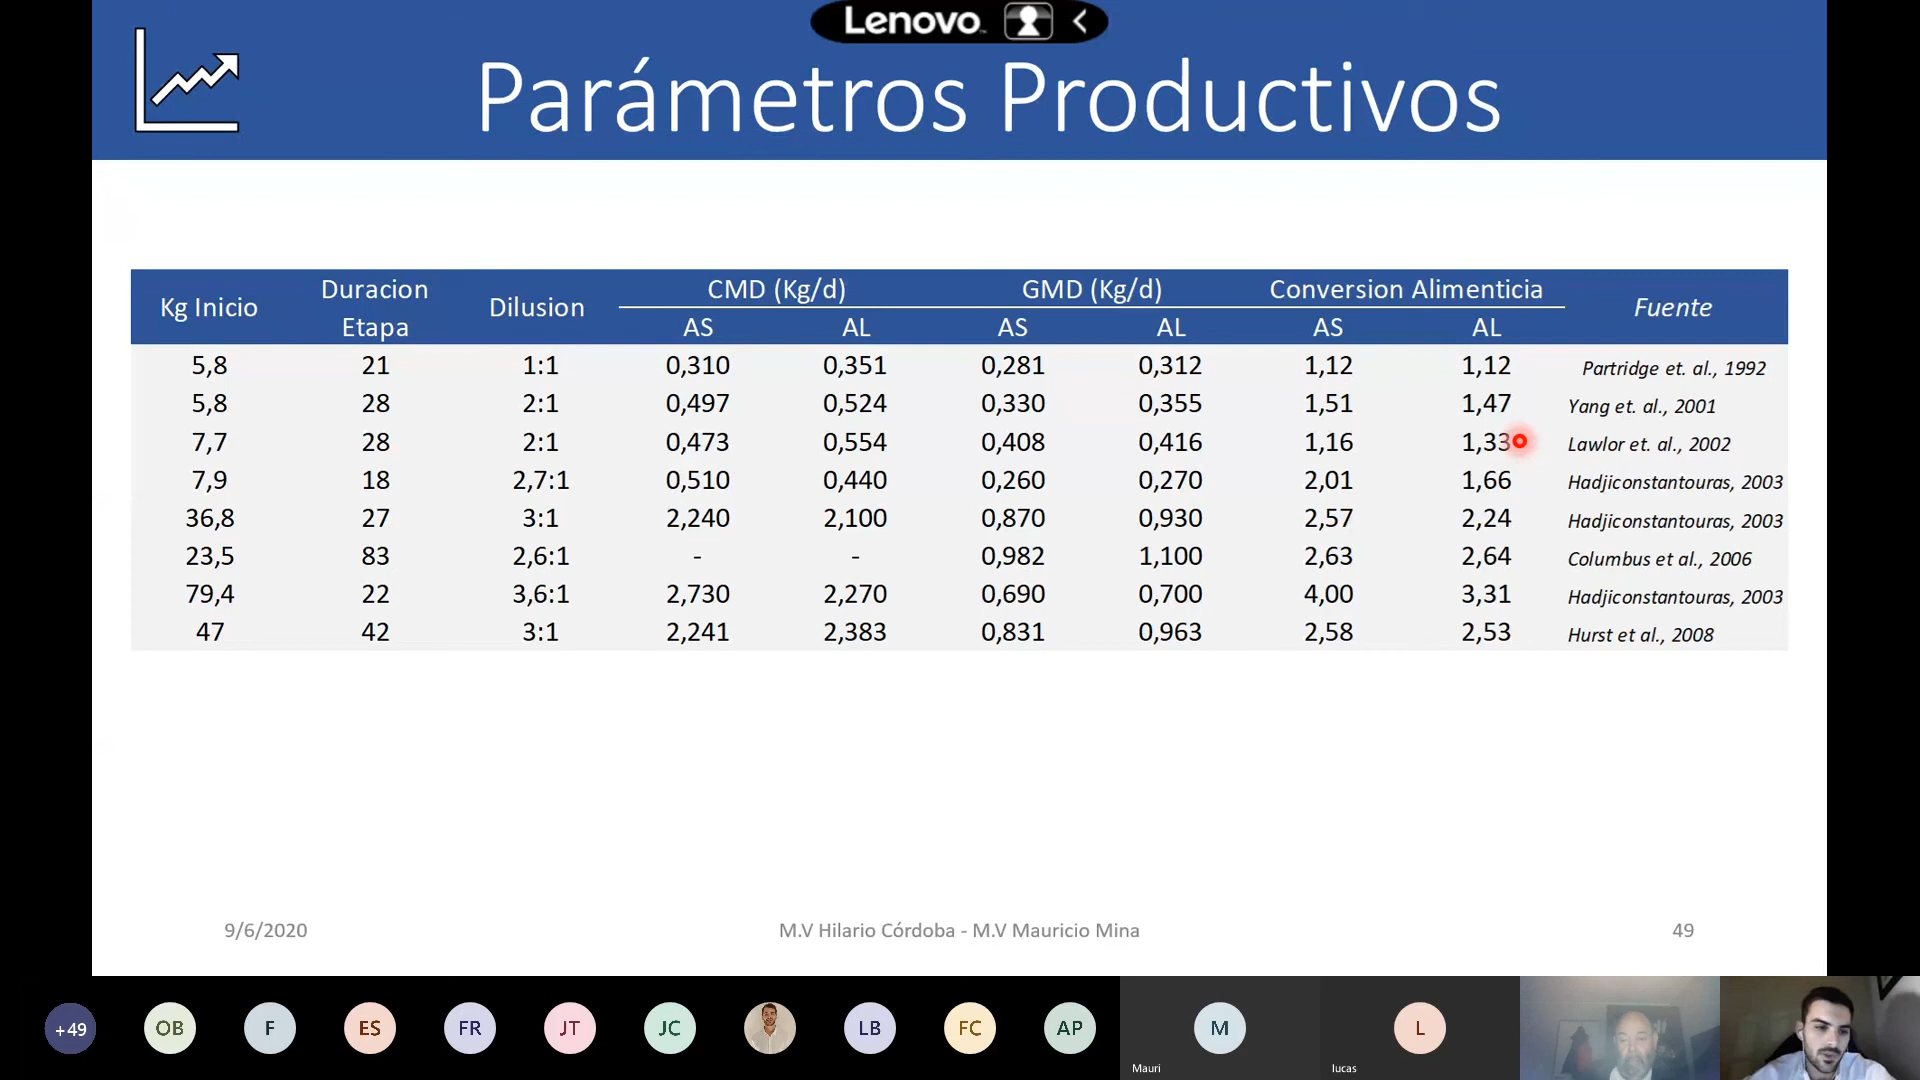 Lenovo
Parámetros Productivos
Kg Inicio Duracion Etapa Dilusion CMD (Kg/d) GMD (Kg/d) Conversion Alimenticia Fuente
AS AL AS AL AS AL
5,8 21 1:1 0,310 0,351 0,281 0,312 1,12 1,12 Partridge et. al., 1992
5,8 28 2:1 0,497 0,524 0,330 0,355 1,51 1,47 Yang et. al., 2001
7,7 28 2:1 0,473 0,554 0,408 0,416 1,16 1,33 Lawlor et. al., 2002
7,9 18 2,7:1 0,510 0,440 0,260 0,270 2,01 1,66 Hadjiconstantouras, 2003
36,8 27 3:1 2,240 2,100 0,870 0,930 2,57 2,24 Hadjiconstantouras, 2003
23,5 83 2,6:1 - - 0,982 1,100 2,63 2,64 Columbus et al., 2006
79,4 22 3,6:1 2,730 2,270 0,690 0,700 4,00 3,31 Hadjiconstantouras, 2003
47 42 3:1 2,241 2,383 0,831 0,963 2,58 2,53 Hurst et al., 2008
9/6/2020 M.V Hilario Córdoba - M.V Mauricio Mina 49
+49 OB F ES FR JT JC LB FC AP M L
Mauri lucas